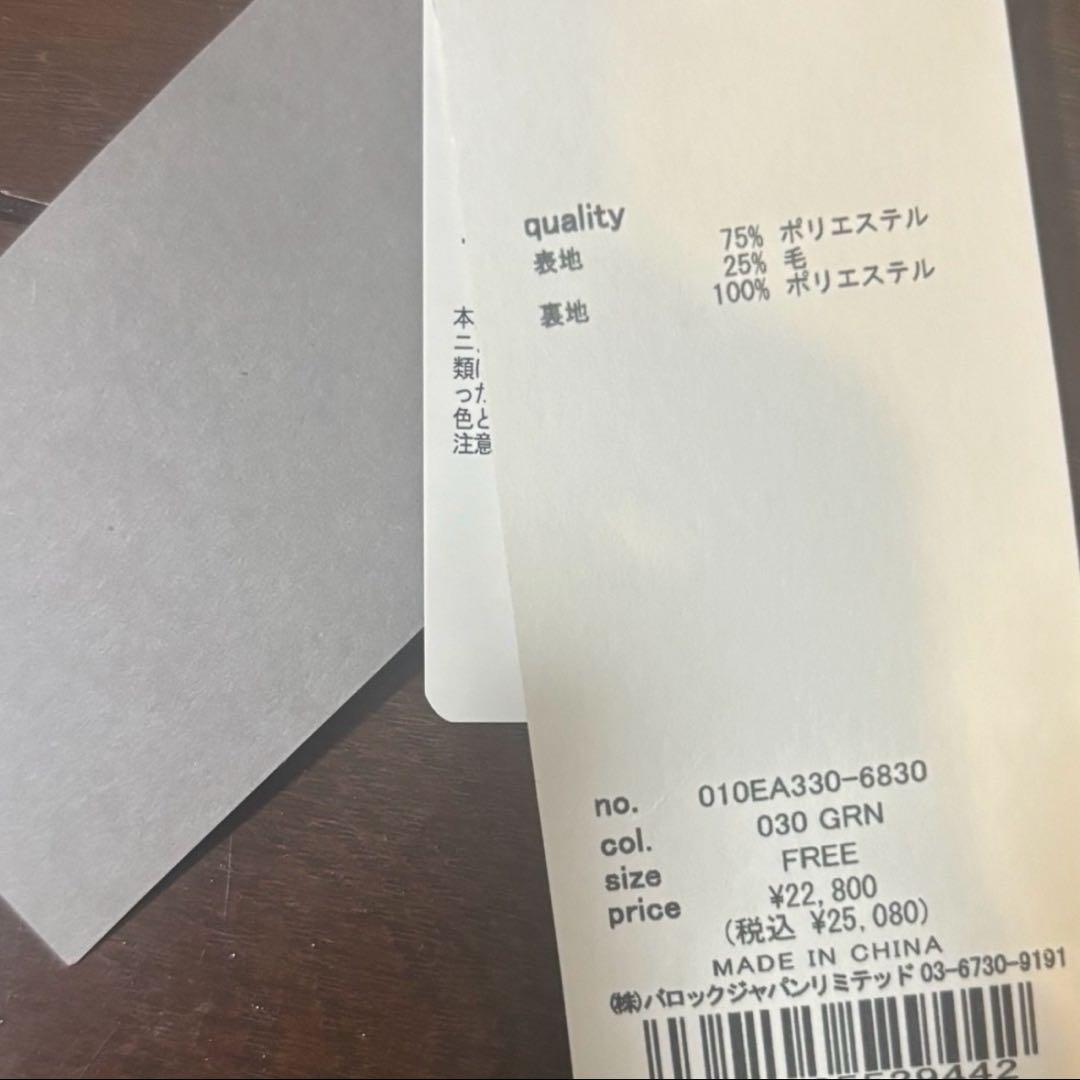 quality
表地 75% ポリエステル
25% 毛
裏地 100% ポリエステル
本
ニ
類
っ
色と
注意
no. 010EA330-6830
col. 030 GRN
size FREE
price ¥22,800
(税込 ¥25,080)
MADE IN CHINA
㈱バロックジャパンリミテッド 03-6730-9191